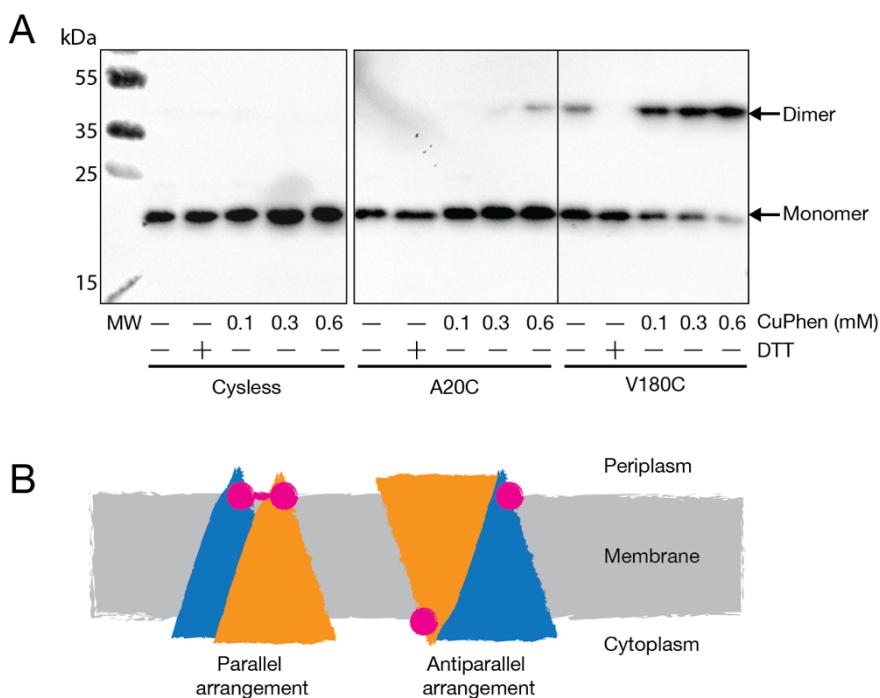 A
kDa
55
35
25
15
Dimer
Monomer
MW — — 0.1 0.3 0.6 — — 0.1 0.3 0.6 — — 0.1 0.3 0.6 CuPhen (mM)
— + — — — — + — — — — + — — — DTT
Cysless A20C V180C
B
Periplasm
Membrane
Cytoplasm
Parallel
arrangement
Antiparallel
arrangement